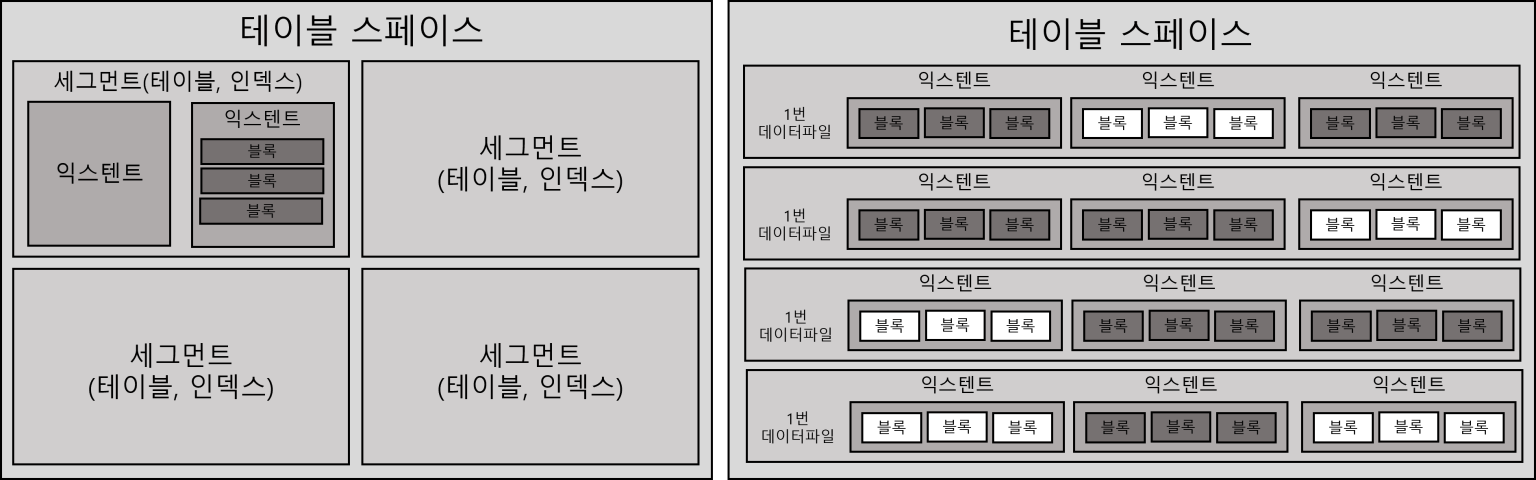 테이블 스페이스
세그먼트(테이블, 인덱스)
익스텐트
익스텐트
블록
블록
블록
세그먼트
(테이블, 인덱스)
세그먼트
(테이블, 인덱스)
세그먼트
(테이블, 인덱스)
테이블 스페이스
익스텐트 익스텐트 익스텐트
1번
데이터파일
블록 블록 블록 블록 블록 블록 블록 블록 블록
익스텐트 익스텐트 익스텐트
1번
데이터파일
블록 블록 블록 블록 블록 블록 블록 블록 블록
익스텐트 익스텐트 익스텐트
1번
데이터파일
블록 블록 블록 블록 블록 블록 블록 블록 블록
익스텐트 익스텐트 익스텐트
1번
데이터파일
블록 블록 블록 블록 블록 블록 블록 블록 블록